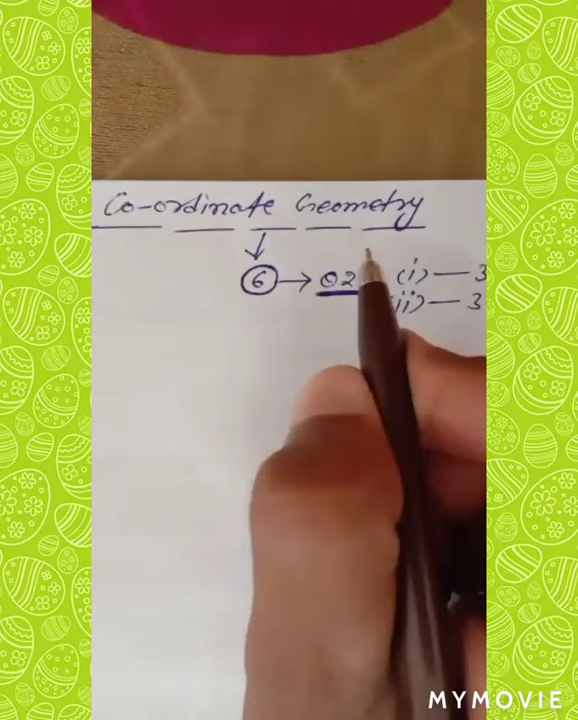 Co-ordinate Geometry
↓
6 → 02 (i) — 3
(ii) — 3
MYMOVIE